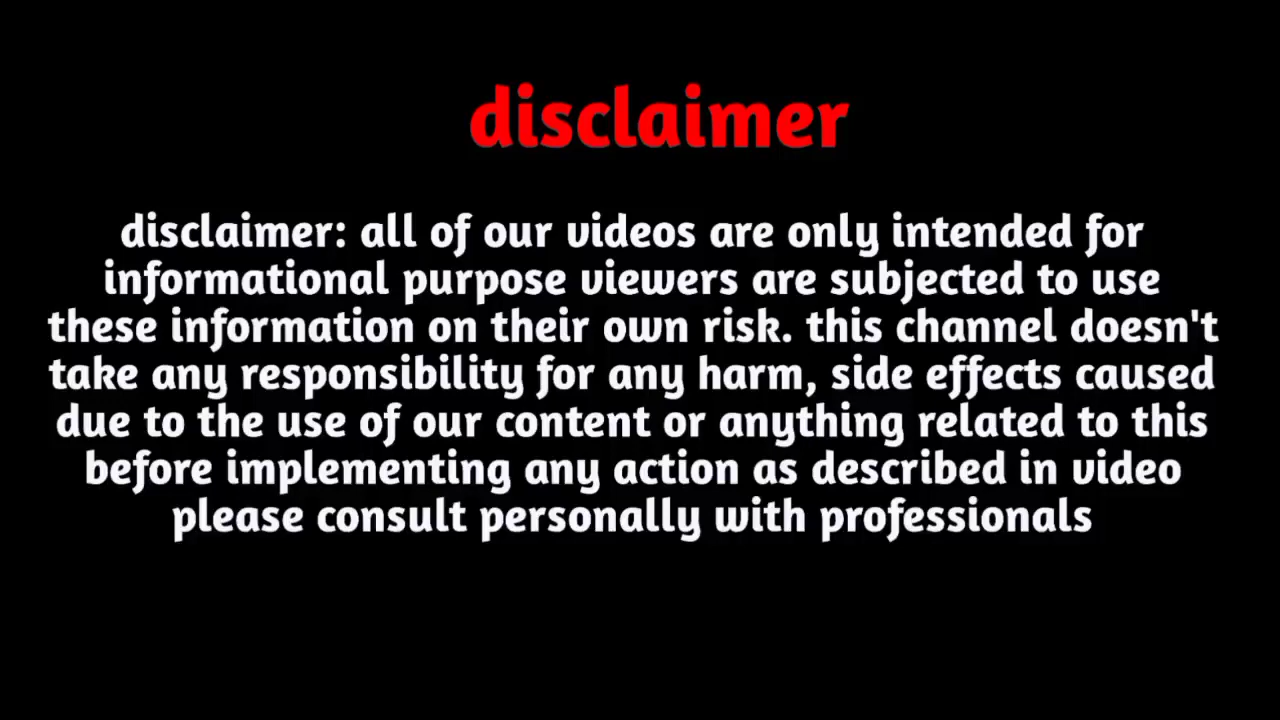 disclaimer
disclaimer: all of our videos are only intended for
informational purpose viewers are subjected to use
these information on their own risk. this channel doesn't
take any responsibility for any harm, side effects caused
due to the use of our content or anything related to this
before implementing any action as described in video
please consult personally with professionals